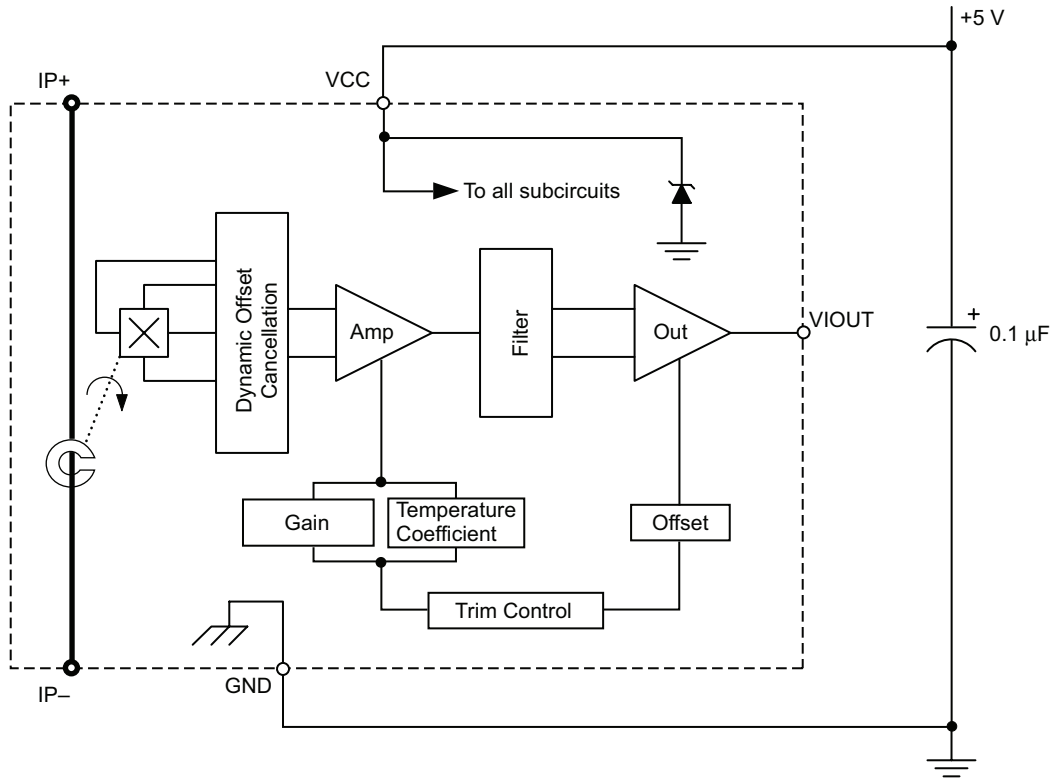 +5 V
IP+
VCC
To all subcircuits
Dynamic Offset
Cancellation
Amp
Filter
Out
VIOUT
+
0.1 µF
Gain
Temperature
Coefficient
Offset
Trim Control
GND
IP–